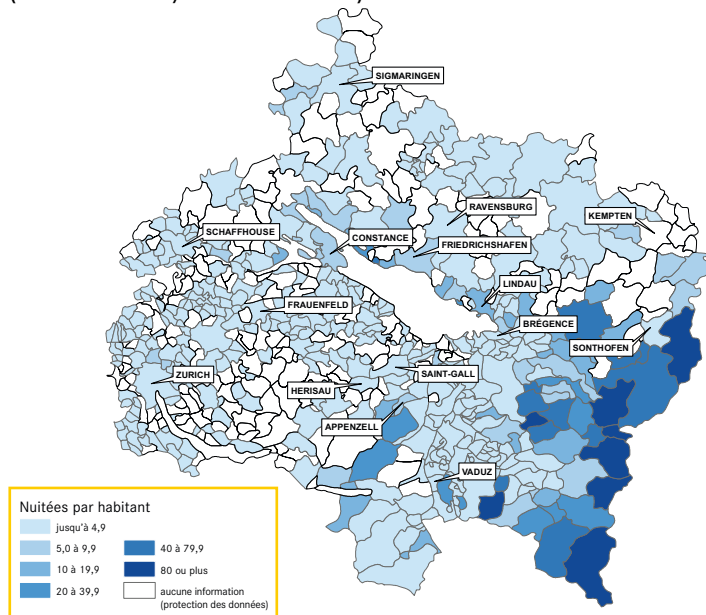 SIGMARINGEN
RAVENSBURG
KEMPTEN
SCHAFFHOUSE
CONSTANCE
FRIEDRICHSHAFEN
LINDAU
FRAUENFELD
BRÉGENCE
SONTHOFEN
ZURICH
SAINT-GALL
HERISAU
APPENZELL
VADUZ
Nuitées par habitant
jusqu'à 4,9
5,0 à 9,9
10 à 19,9
20 à 39,9
40 à 79,9
80 ou plus
aucune information
(protection des données)